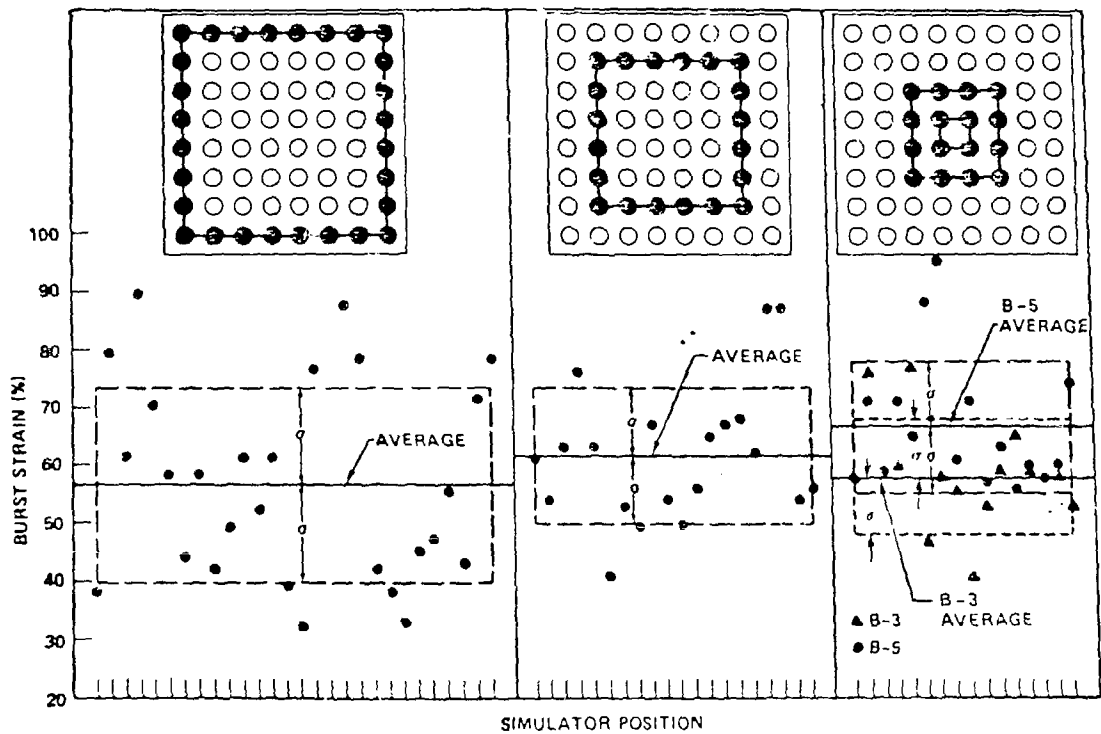 100
90
80
70
60
50
40
30
20
BURST STRAIN (%)
AVERAGE
σ
σ
AVERAGE
σ
σ
B-5
AVERAGE
σ
σ
σ
σ
σ
B-3
AVERAGE
▲ B-3
● B-5
SIMULATOR POSITION